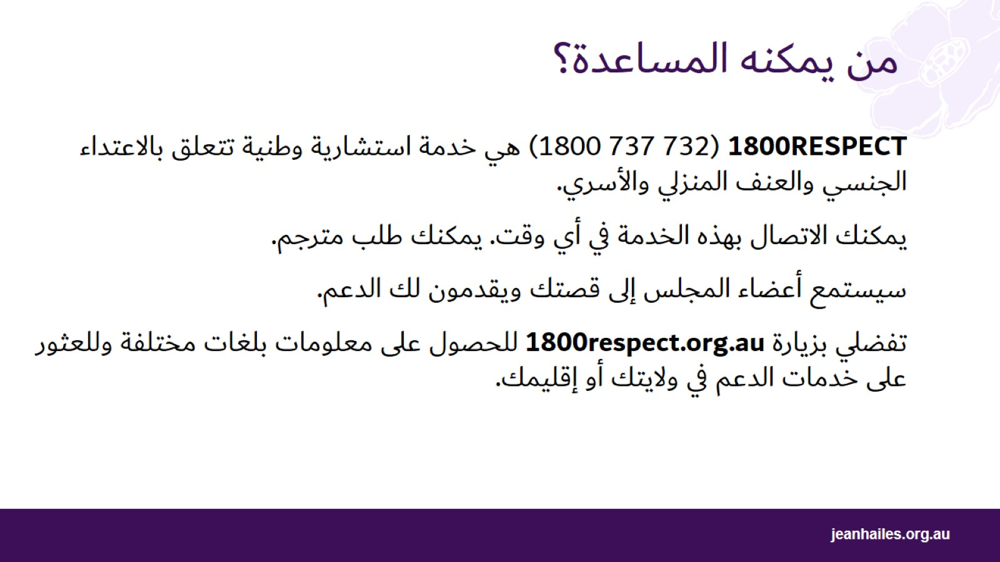 من يمكنه المساعدة؟
1800RESPECT (1800 737 732) هي خدمة استشارية وطنية تتعلق بالاعتداء
الجنسي والعنف المنزلي والأسري.
يمكنك الاتصال بهذه الخدمة في أي وقت. يمكنك طلب مترجم.
سيستمع أعضاء المجلس إلى قصتك ويقدمون لك الدعم.
تفضلي بزيارة 1800respect.org.au للحصول على معلومات بلغات مختلفة وللعثور
على خدمات الدعم في ولايتك أو إقليمك.
jeanhailes.org.au